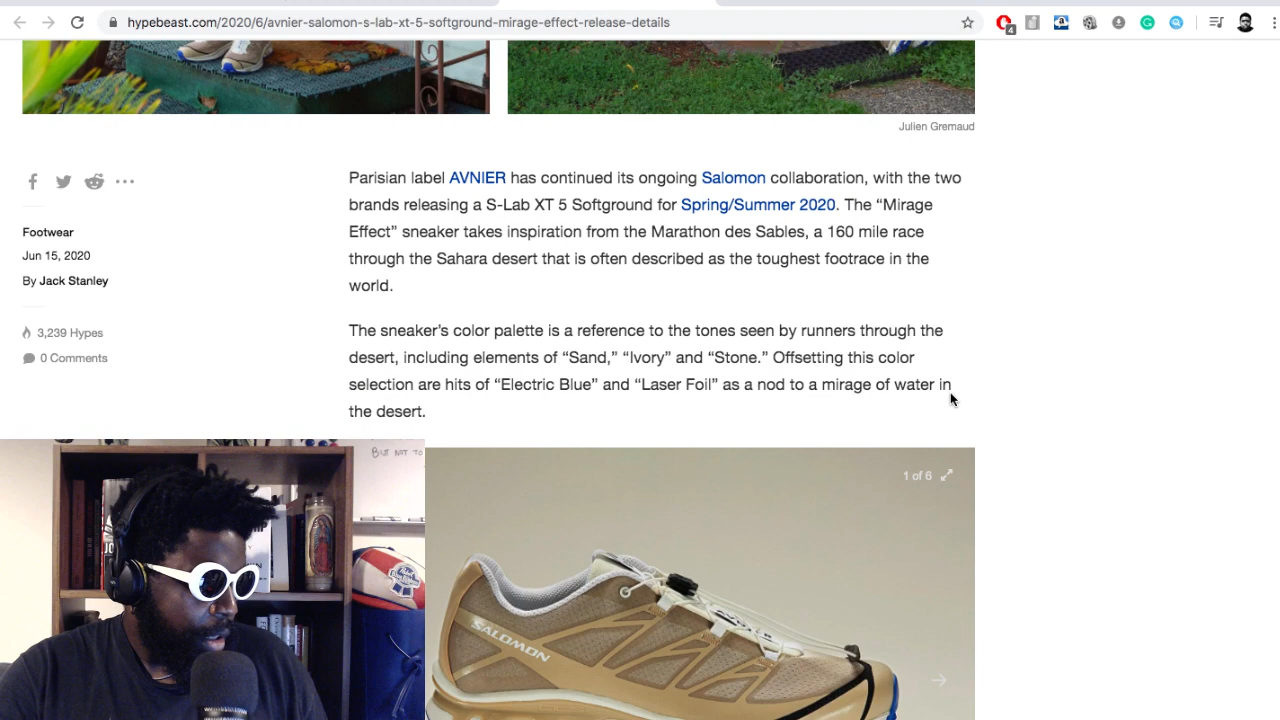 hypebeast.com/2020/6/avnier-salomon-s-lab-xt-5-softground-mirage-effect-release-details
4
Julien Gremaud
Parisian label AVNIER has continued its ongoing Salomon collaboration, with the two
brands releasing a S-Lab XT 5 Softground for Spring/Summer 2020. The “Mirage
Effect” sneaker takes inspiration from the Marathon des Sables, a 160 mile race
through the Sahara desert that is often described as the toughest footrace in the
world.
Footwear
Jun 15, 2020
By Jack Stanley
3,239 Hypes
0 Comments
The sneaker’s color palette is a reference to the tones seen by runners through the
desert, including elements of “Sand,” “Ivory” and “Stone.” Offsetting this color
selection are hits of “Electric Blue” and “Laser Foil” as a nod to a mirage of water in
the desert.
BUT NOT TO
1 of 6
SALOMON